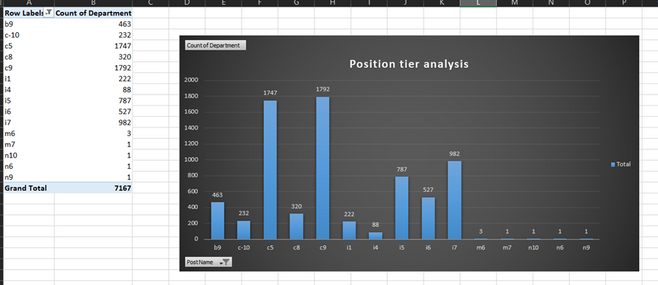 A B C D E F G H I J K L M N O P
Row Labels Count of Department
b9 463
c-10 232
c5 1747
c8 320
c9 1792
i1 222
i4 88
i5 787
i6 527
i7 982
m6 3
m7 1
n10 1
n6 1
n9 1
Grand Total 7167
Count of Department
Position tier analysis
2000
1800
1600
1400
1200
1000
800
600
400
200
0
463 232 1747 320 1792 222 88 787 527 982 3 1 1 1 1
b9 c-10 c5 c8 c9 i1 i4 i5 i6 i7 m6 m7 n10 n6 n9
Total
PostName